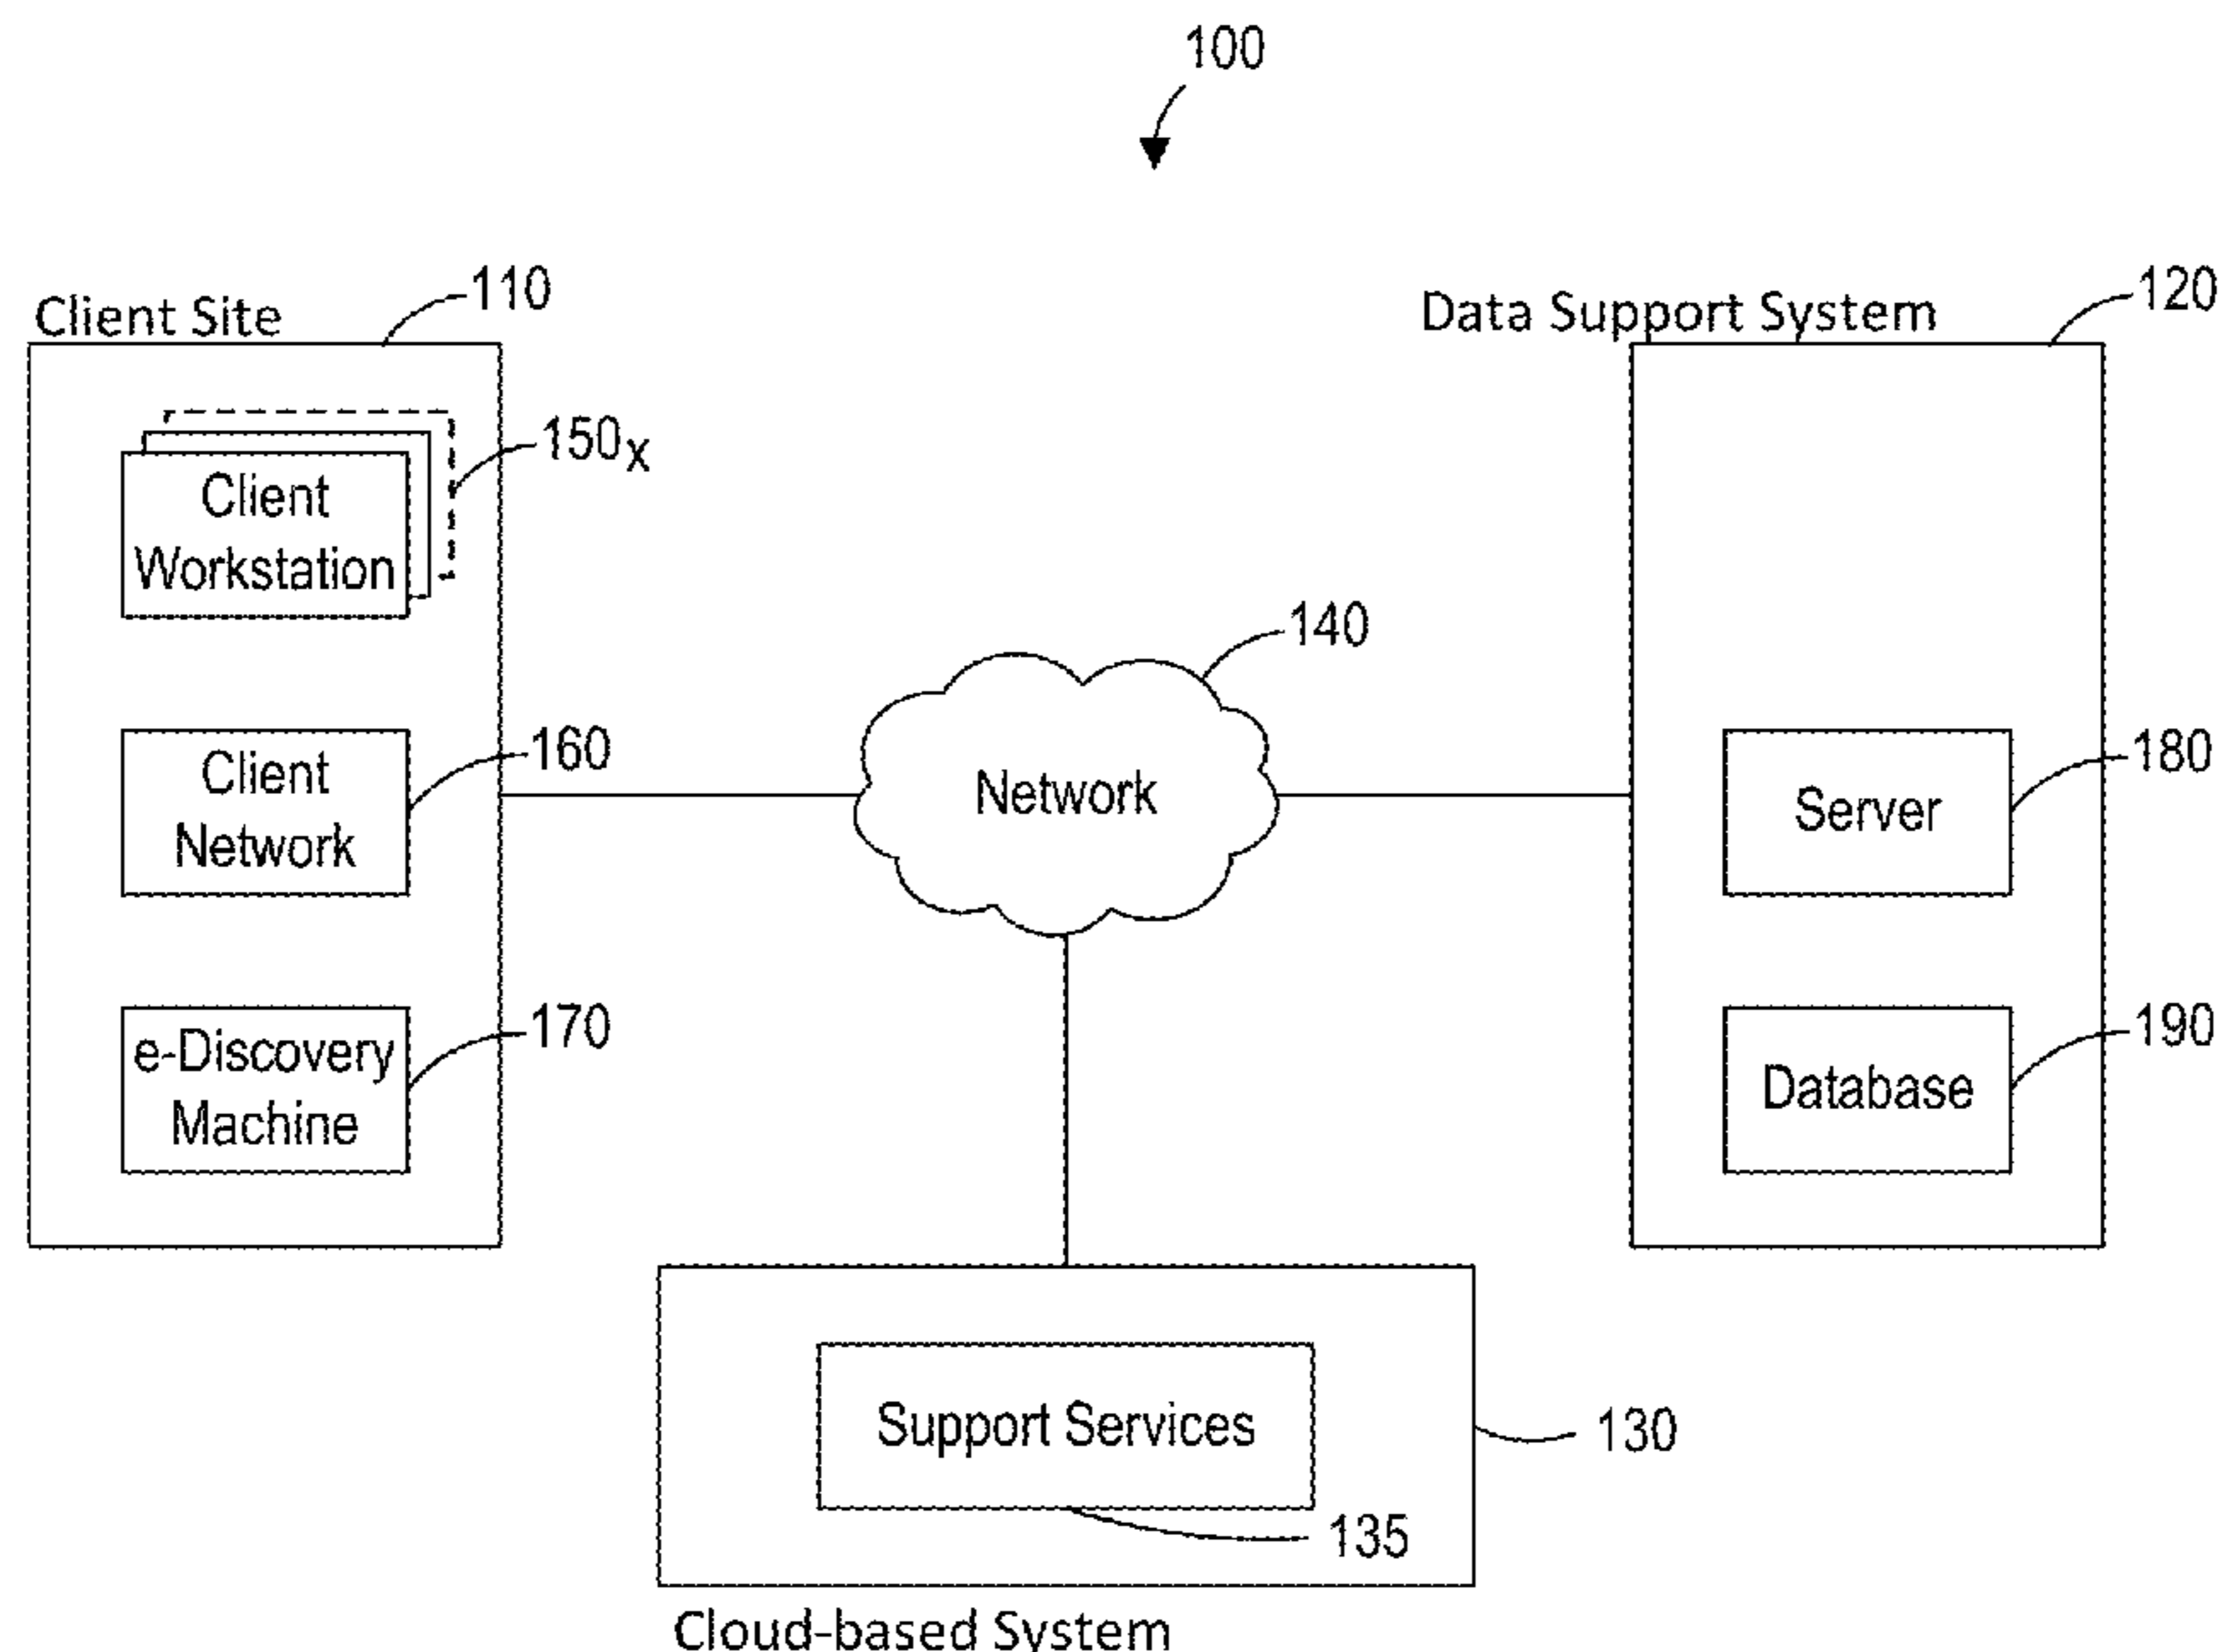 100
Client Site
110
Data Support System
120
Client
Workstation
150X
140
Client
Network
160
Network
Server
180
e-Discovery
Machine
170
Database
190
Support Services
130
135
Cloud-based System